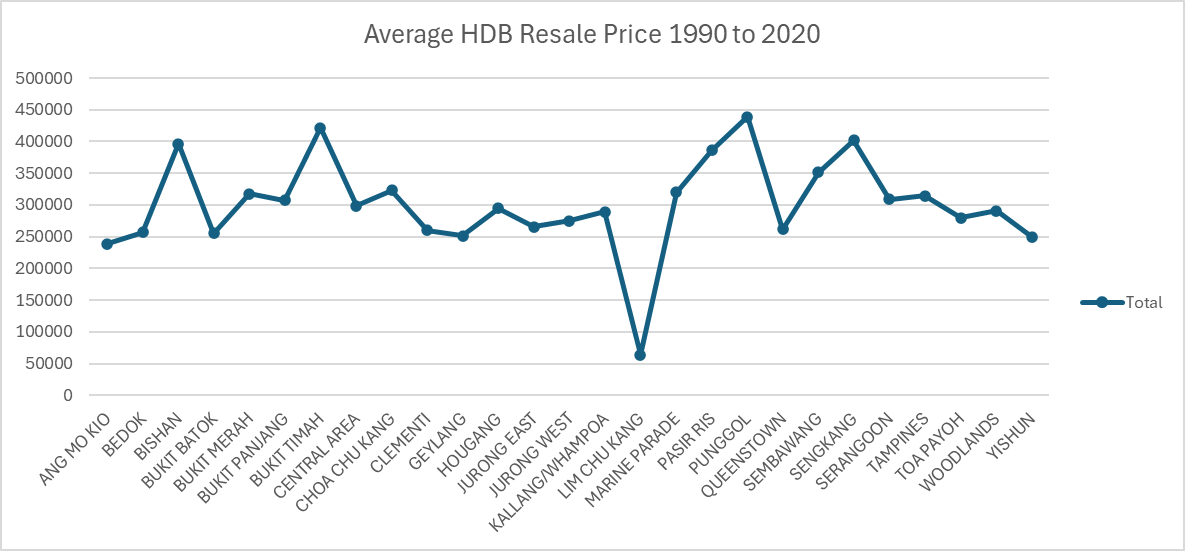 Average HDB Resale Price 1990 to 2020
500000
450000
400000
350000
300000
250000
200000
150000
100000
50000
0
Total
ANG MO KIO
BEDOK
BISHAN
BUKIT BATOK
BUKIT MERAH
BUKIT PANJANG
BUKIT TIMAH
CENTRAL AREA
CHOA CHU KANG
CLEMENTI
GEYLANG
HOUGANG
JURONG EAST
JURONG WEST
KALLANG/WHAMPOA
LIM CHU KANG
MARINE PARADE
PASIR RIS
PUNGGOL
QUEENSTOWN
SEMBAWANG
SENGKANG
SERANGOON
TAMPINES
TOA PAYOH
WOODLANDS
YISHUN